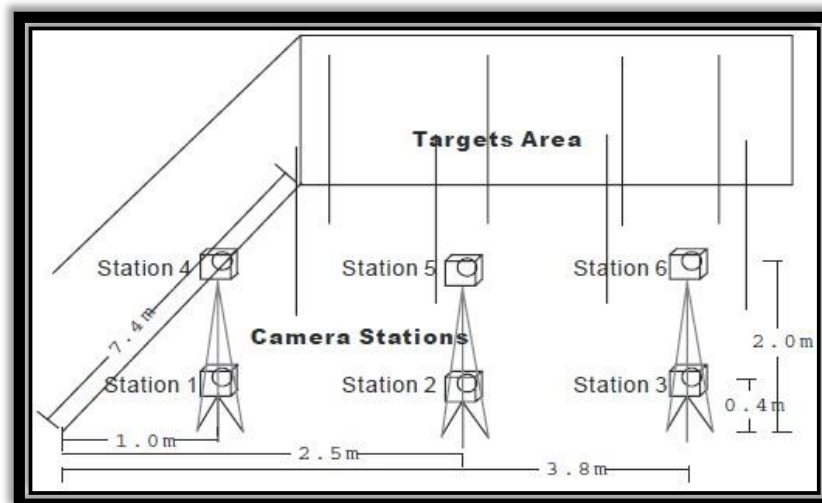 Targets Area
Station 4
Station 5
Station 6
7.4m
Camera Stations
2.0m
Station 1
Station 2
Station 3
0.4m
1.0m
2.5m
3.8m